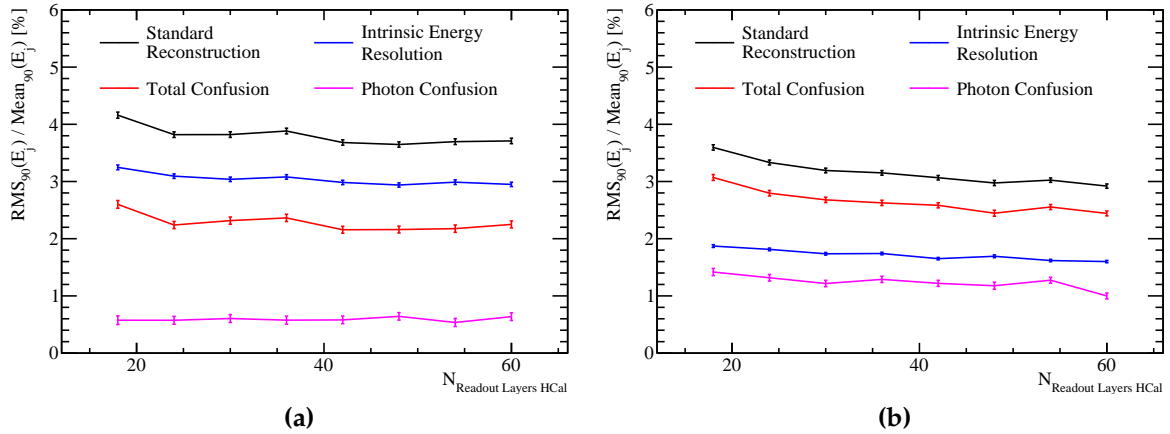 RMS90(Ej) / Mean90(Ej) [%]
6
5
4
3
2
1
0
Standard
Reconstruction
Intrinsic Energy
Resolution
Total Confusion
Photon Confusion
20
40
60
N Readout Layers HCal
(a)
RMS90(Ej) / Mean90(Ej) [%]
6
5
4
3
2
1
0
Standard
Reconstruction
Intrinsic Energy
Resolution
Total Confusion
Photon Confusion
20
40
60
N Readout Layers HCal
(b)